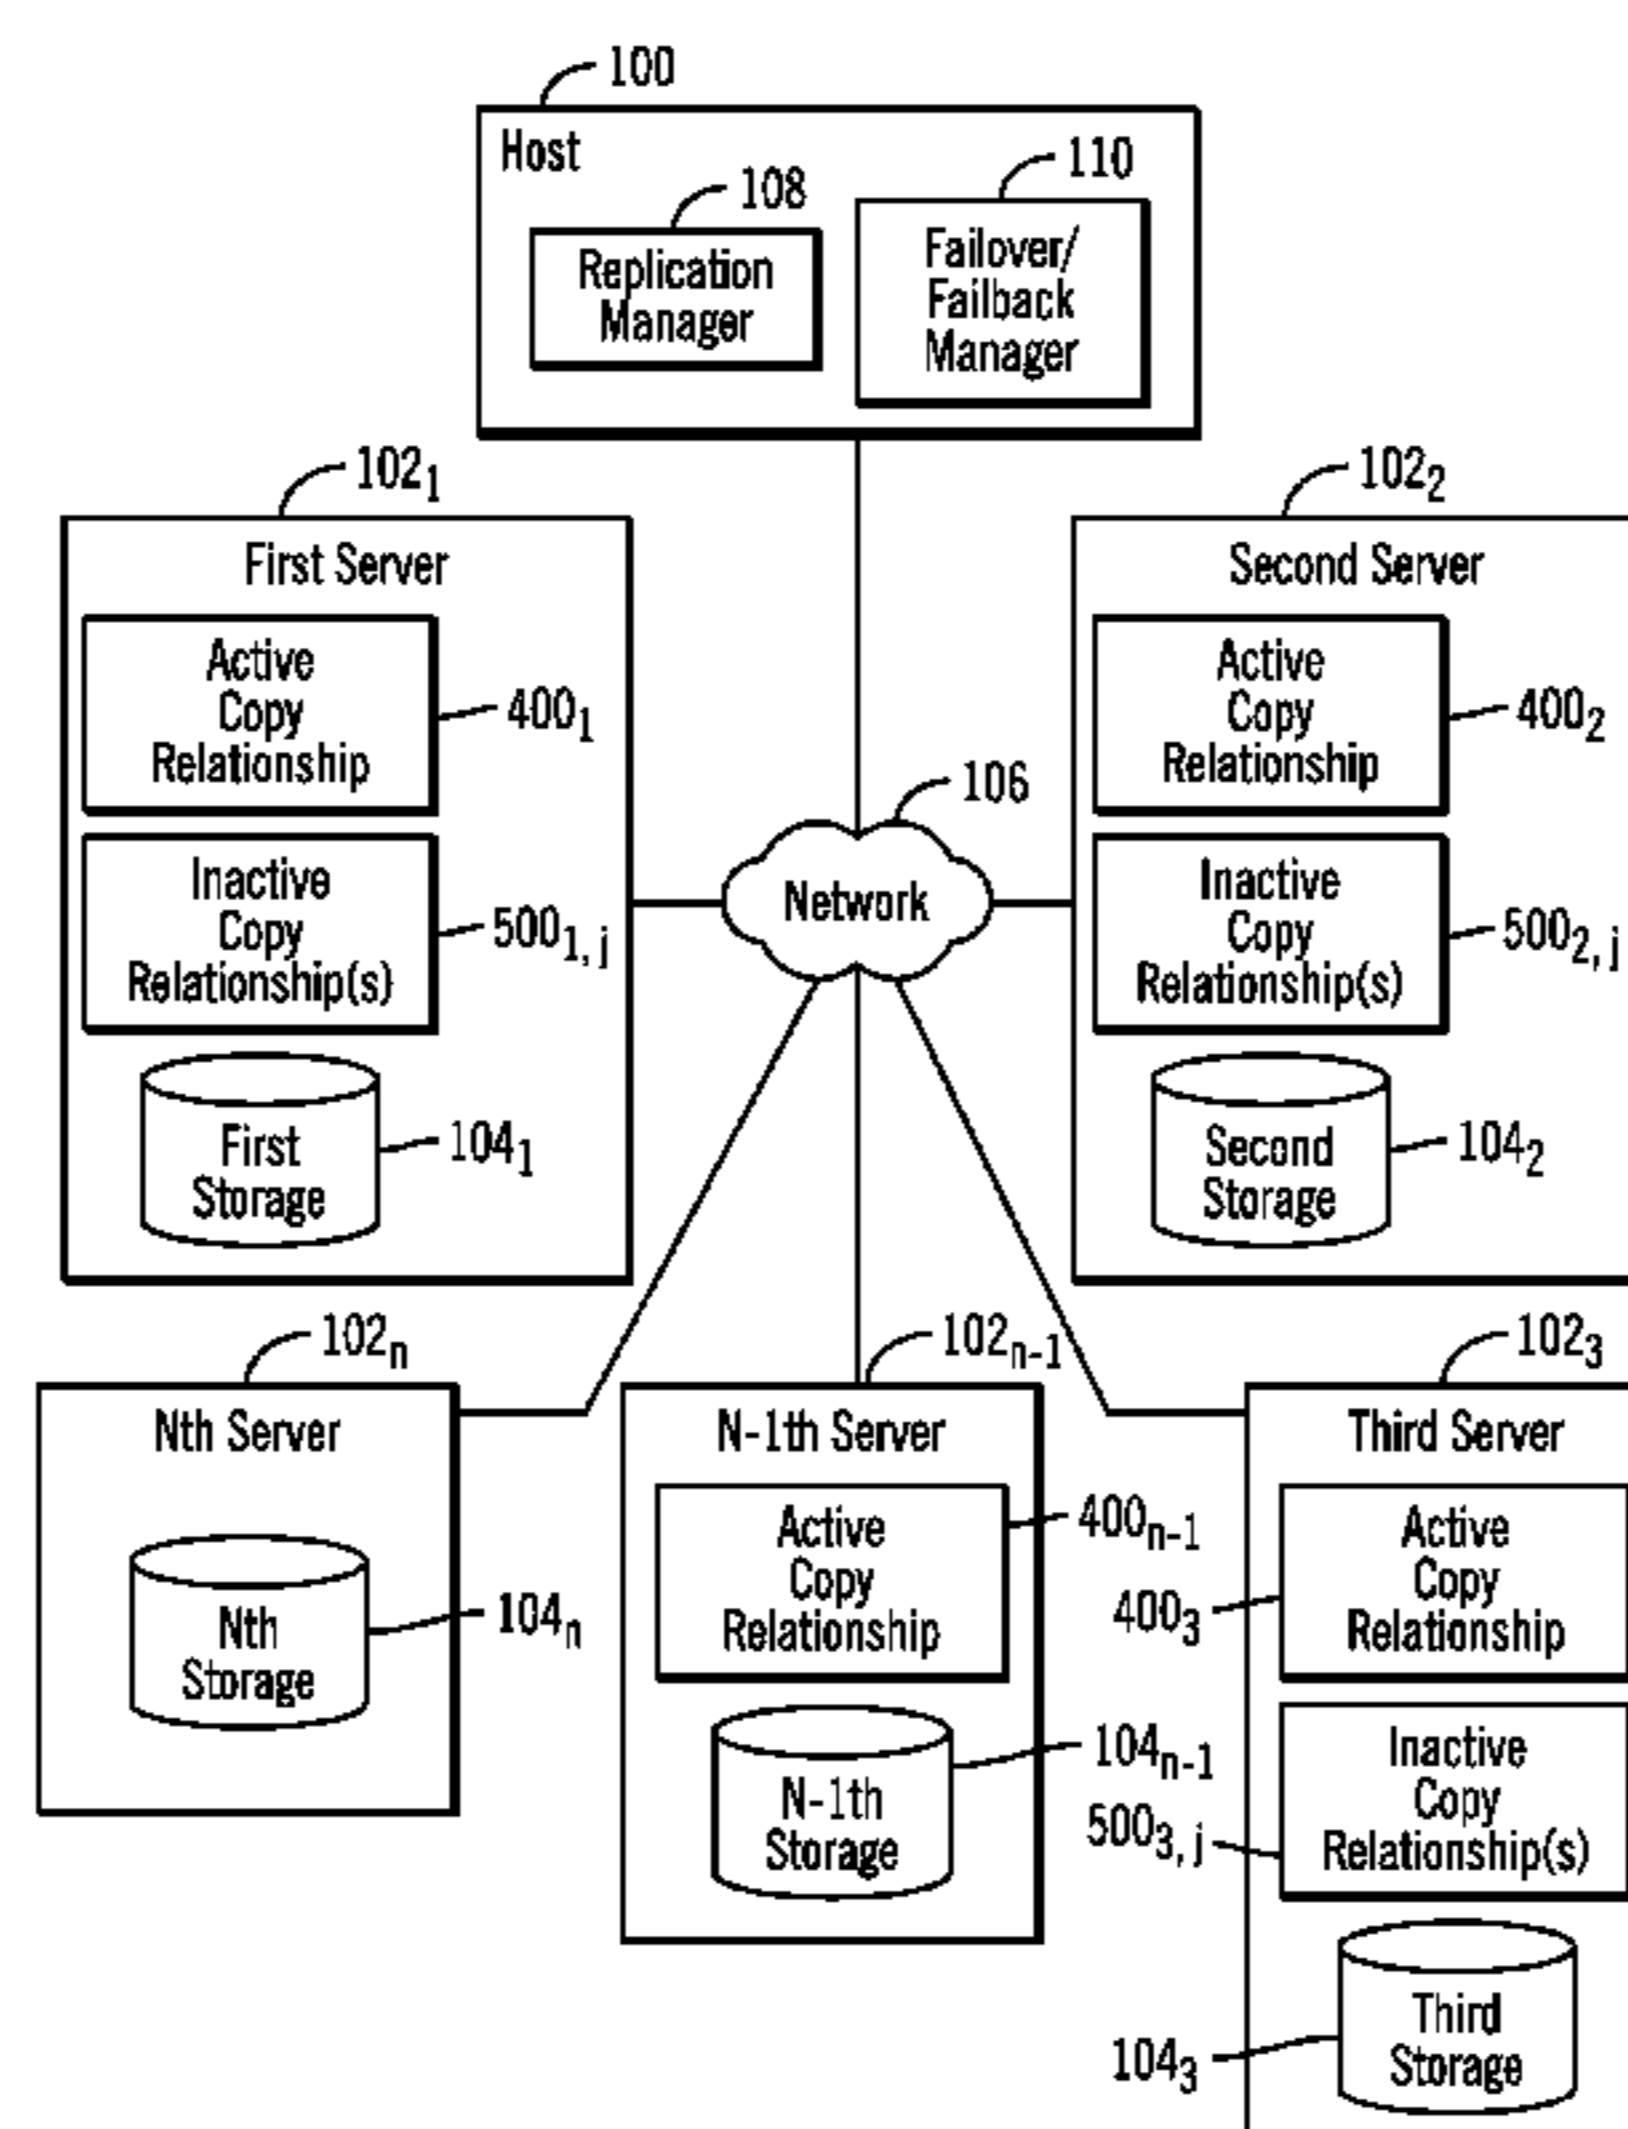 100
Host
108
110
Replication
Manager
Failover/
Failback
Manager
102₁
First Server
Active
Copy
Relationship
400₁
Inactive
Copy
Relationship(s)
500₁,ⱼ
First
Storage
104₁
102₂
Second Server
Active
Copy
Relationship
400₂
Inactive
Copy
Relationship(s)
500₂,ⱼ
Second
Storage
104₂
106
Network
102ₙ
Nth Server
Nth
Storage
104ₙ
102ₙ₋₁
N-1th Server
Active
Copy
Relationship
400ₙ₋₁
N-1th
Storage
104ₙ₋₁
102₃
Third Server
Active
Copy
Relationship
400₃
Inactive
Copy
Relationship(s)
500₃,ⱼ
Third
Storage
104₃